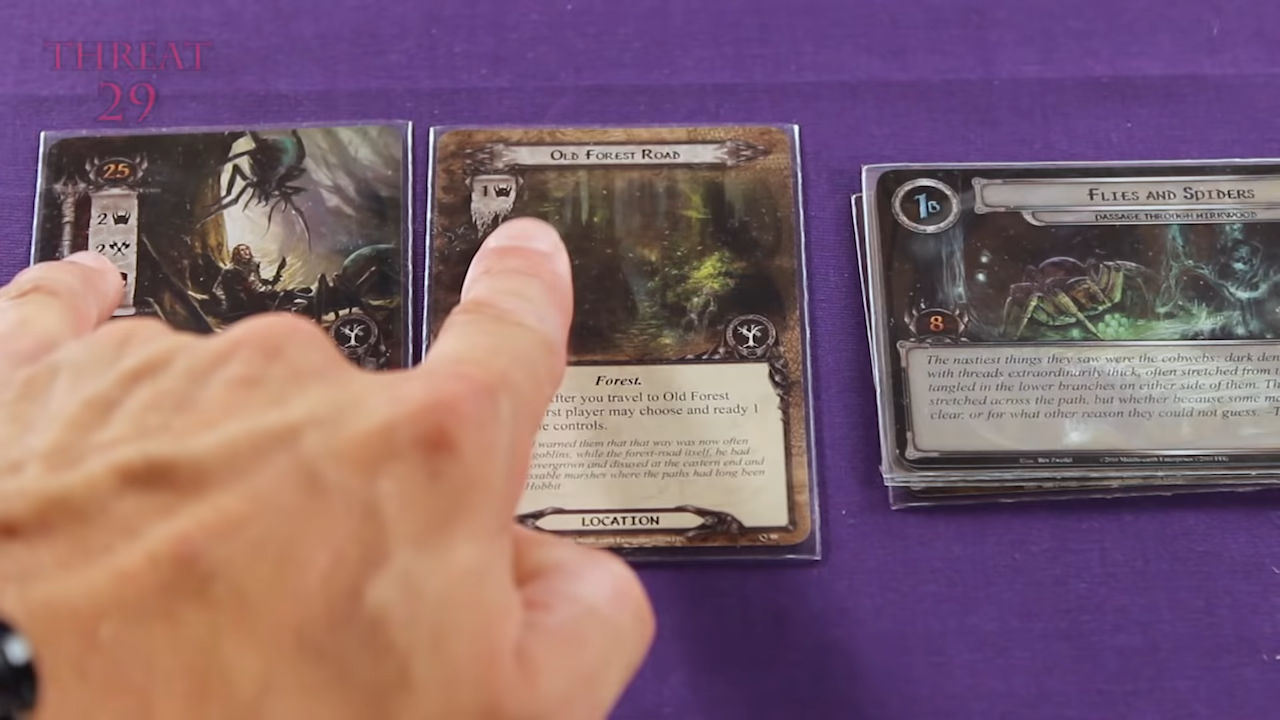 THREAT
29
25
2
2
OLD FOREST ROAD
1
Forest.
fter you travel to Old Forest
rst player may choose and ready 1
e controls.
warned them that that way was now often
goblins, while the forest-road itself, he had
overgrown and disused at the eastern end and
ssable marshes where the paths had long been
Hobbit
LOCATION
1B
FLIES AND SPIDERS
PASSAGE THROUGH MIRKWOOD
8
The nastiest things they saw were the cobwebs: dark den
with threads extraordinarily thick, often stretched from t
tangled in the lower branches on either side of them. Th
stretched across the path, but whether because some ma
clear, or for what other reason they could not guess. –